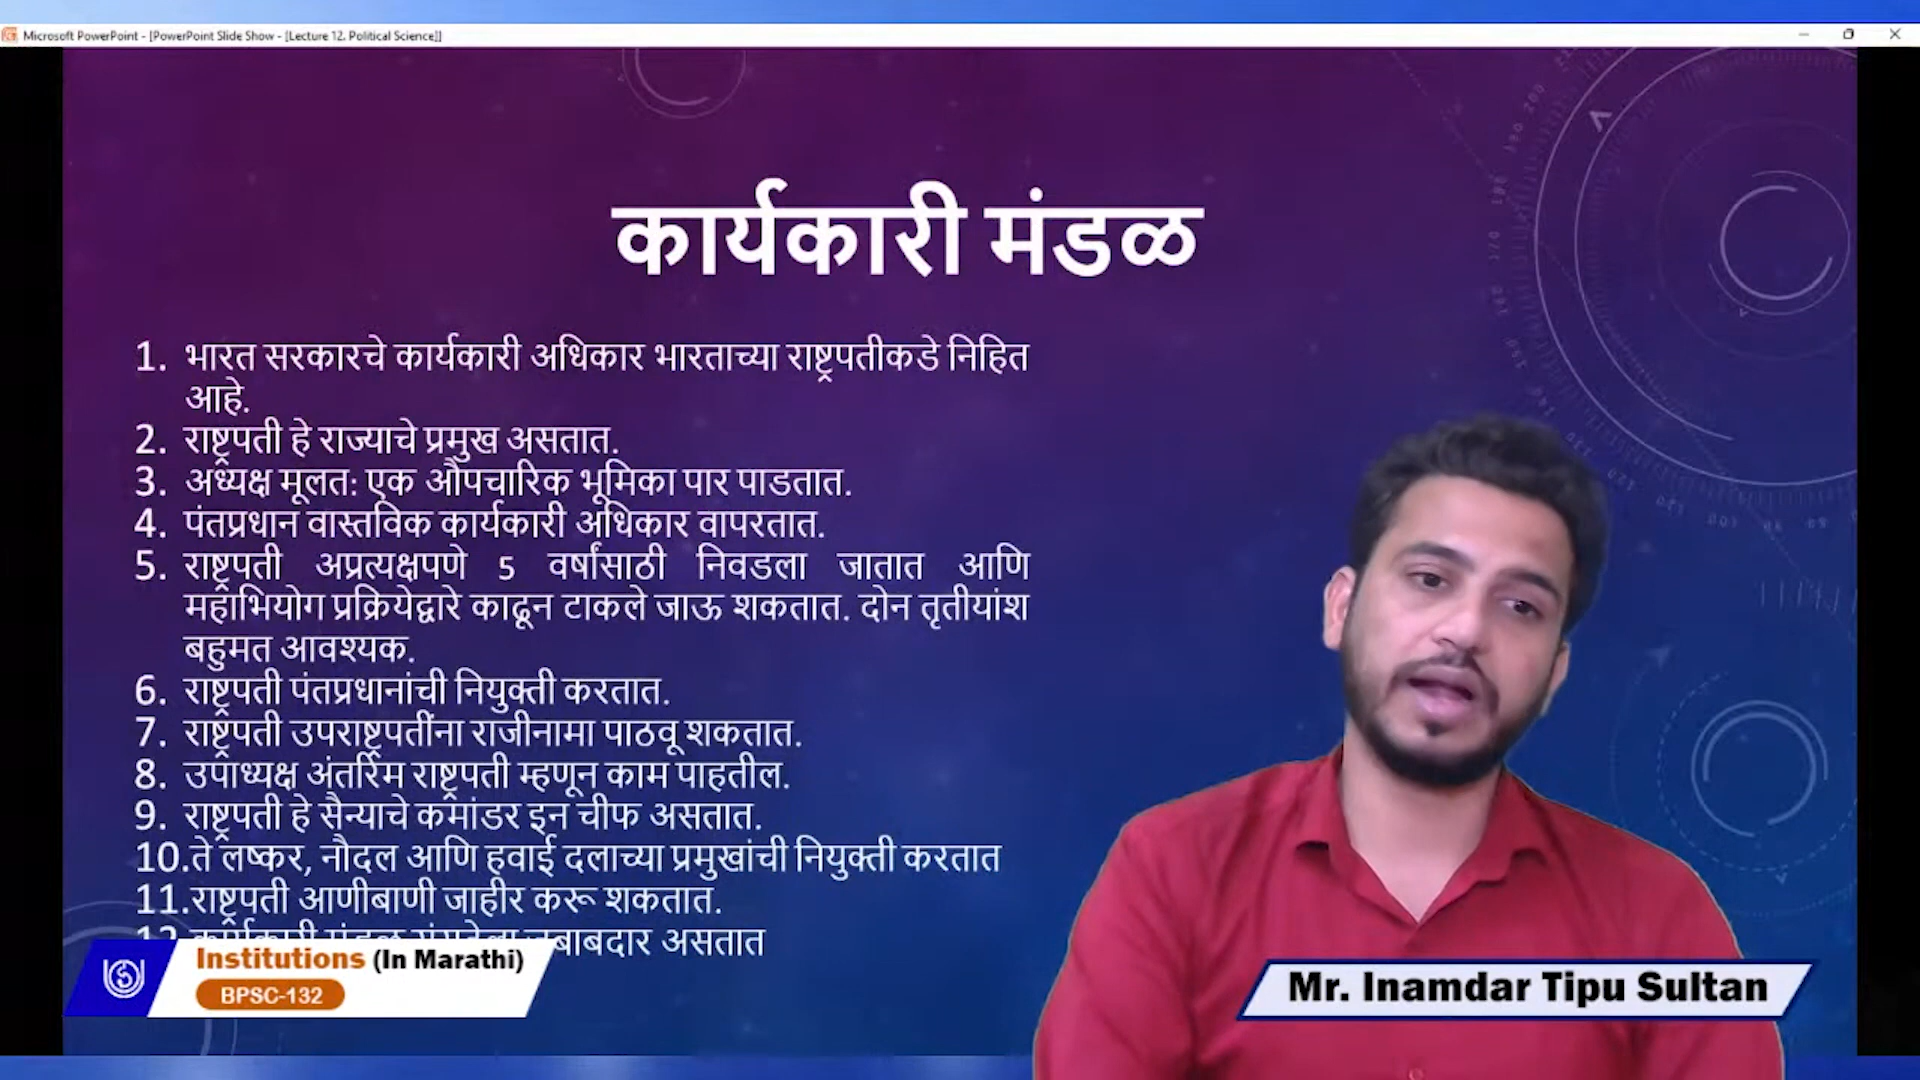 Microsoft PowerPoint - [PowerPoint Slide Show - [Lecture 12. Political Science]]
कार्यकारी मंडळ
1. भारत सरकारचे कार्यकारी अधिकार भारताच्या राष्ट्रपतीकडे निहित
आहे.
2. राष्ट्रपती हे राज्याचे प्रमुख असतात.
3. अध्यक्ष मूलत: एक औपचारिक भूमिका पार पाडतात.
4. पंतप्रधान वास्तविक कार्यकारी अधिकार वापरतात.
5. राष्ट्रपती अप्रत्यक्षपणे 5 वर्षांसाठी निवडला जातात आणि
महाभियोग प्रक्रियेद्वारे काढून टाकले जाऊ शकतात. दोन तृतीयांश
बहुमत आवश्यक.
6. राष्ट्रपती पंतप्रधानांची नियुक्ती करतात.
7. राष्ट्रपती उपराष्ट्रपतींना राजीनामा पाठवू शकतात.
8. उपाध्यक्ष अंतरिम राष्ट्रपती म्हणून काम पाहतील.
9. राष्ट्रपती हे सैन्याचे कमांडर इन चीफ असतात.
10.ते लष्कर, नौदल आणि हवाई दलाच्या प्रमुखांची नियुक्ती करतात
11.राष्ट्रपती आणीबाणी जाहीर करू शकतात.
असतात
Institutions (In Marathi)
BPSC-132
Mr. Inamdar Tipu Sultan